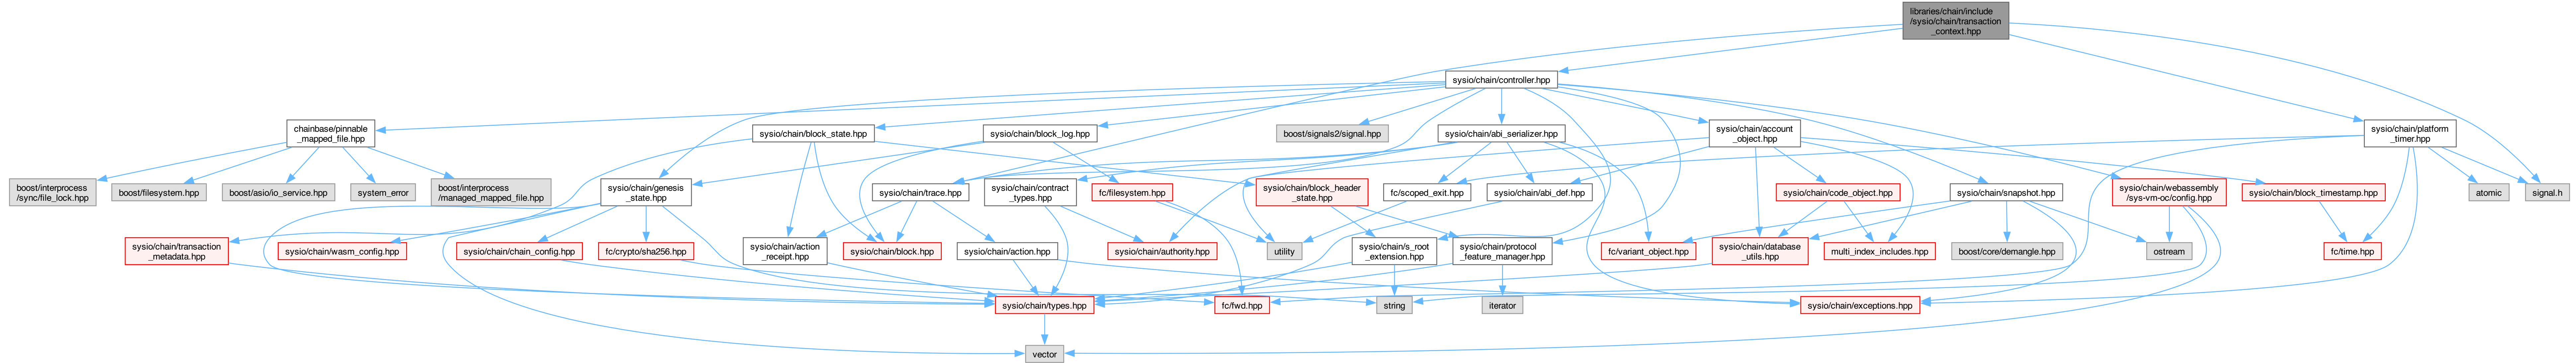 libraries/chain/include
/sysio/chain/transaction
_context.hpp
sysio/chain/controller.hpp
chainbase/pinnable
_mapped_file.hpp
sysio/chain/block_state.hpp
sysio/chain/block_log.hpp
boost/signals2/signal.hpp
sysio/chain/abi_serializer.hpp
sysio/chain/account
_object.hpp
sysio/chain/platform
_timer.hpp
boost/interprocess
/sync/file_lock.hpp
boost/filesystem.hpp
boost/asio/io_service.hpp
system_error
boost/interprocess
/managed_mapped_file.hpp
sysio/chain/genesis
_state.hpp
sysio/chain/trace.hpp
sysio/chain/contract
_types.hpp
fc/filesystem.hpp
sysio/chain/block_header
_state.hpp
fc/scoped_exit.hpp
sysio/chain/abi_def.hpp
sysio/chain/code_object.hpp
sysio/chain/snapshot.hpp
sysio/chain/webassembly
/sys-vm-oc/config.hpp
sysio/chain/block_timestamp.hpp
atomic
signal.h
sysio/chain/transaction
_metadata.hpp
sysio/chain/wasm_config.hpp
sysio/chain/chain_config.hpp
fc/crypto/sha256.hpp
sysio/chain/action
_receipt.hpp
sysio/chain/block.hpp
sysio/chain/action.hpp
sysio/chain/authority.hpp
utility
sysio/chain/s_root
_extension.hpp
sysio/chain/protocol
_feature_manager.hpp
fc/variant_object.hpp
sysio/chain/database
_utils.hpp
multi_index_includes.hpp
boost/core/demangle.hpp
ostream
fc/time.hpp
sysio/chain/types.hpp
fc/fwd.hpp
string
iterator
sysio/chain/exceptions.hpp
vector